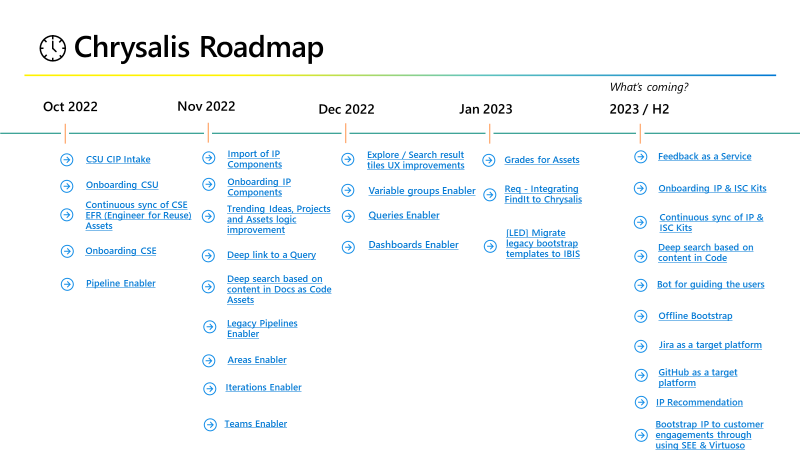 Chrysalis Roadmap
What's coming?
Oct 2022
Nov 2022
Dec 2022
Jan 2023
2023 / H2
CSU CIP Intake
Onboarding CSU
Continuous sync of CSE
EFR (Engineer for Reuse)
Assets
Onboarding CSE
Pipeline Enabler
Import of IP
Components
Onboarding IP
Components
Trending Ideas, Projects
and Assets logic
improvement
Deep link to a Query
Deep search based on
content in Docs as Code
Assets
Legacy Pipelines
Enabler
Areas Enabler
Iterations Enabler
Teams Enabler
Explore / Search result
tiles UX improvements
Variable groups Enabler
Queries Enabler
Dashboards Enabler
Grades for Assets
Req - Integrating
FindIt to Chrysalis
[LED] Migrate
legacy bootstrap
templates to IBIS
Feedback as a Service
Onboarding IP & ISC Kits
Continuous sync of IP &
ISC Kits
Deep search based on
content in Code
Bot for guiding the users
Offline Bootstrap
Jira as a target platform
GitHub as a target
platform
IP Recommendation
Bootstrap IP to customer
engagements through
using SEE & Virtuoso